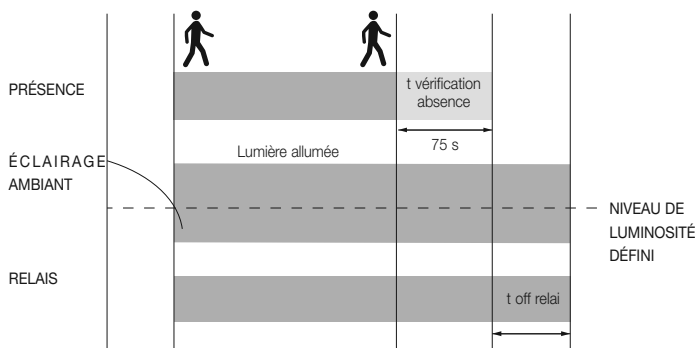 PRÉSENCE
t vérification
absence
75 s
Lumière allumée
ÉCLAIRAGE
AMBIANT
NIVEAU DE
LUMINOSITÉ
DÉFINI
RELAIS
t off relai